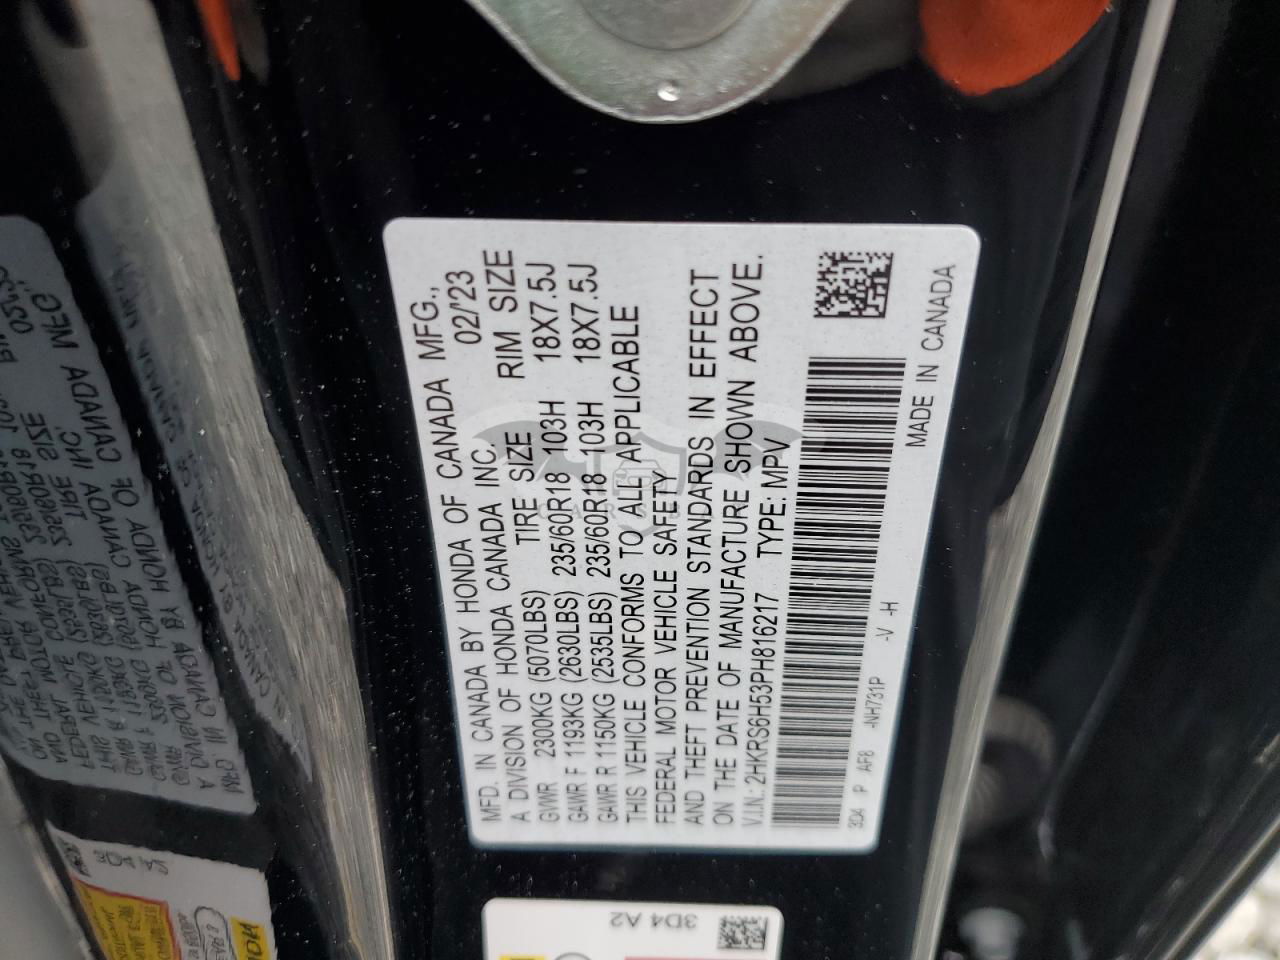 MFD. IN CANADA BY HONDA OF CANADA MFG.,
A DIVISION OF HONDA CANADA INC. 02/'23
GVWR 2300KG (5070LBS) TIRE SIZE RIM SIZE
GAWR F 1193KG (2630LBS) 235/60R18 103H 18X7.5J
GAWR R 1150KG (2535LBS) 235/60R18 103H 18X7.5J
THIS VEHICLE CONFORMS TO ALL APPLICABLE
FEDERAL MOTOR VEHICLE SAFETY
AND THEFT PREVENTION STANDARDS IN EFFECT
ON THE DATE OF MANUFACTURE SHOWN ABOVE.
V.I.N.: 2HKRS6H53PH816217 TYPE: MPV
3D4 P AF8 -NH731P -V -H
MADE IN CANADA
3D4 A2